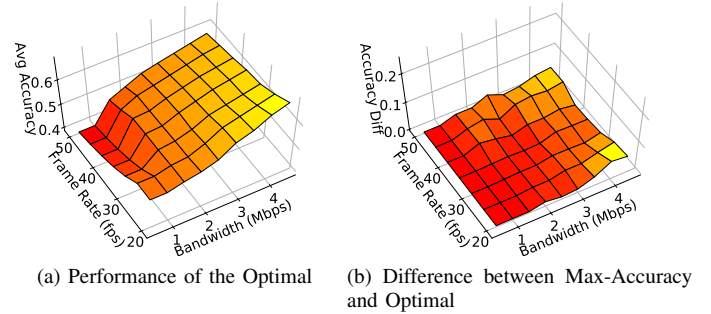 Avg Accuracy
0.6
0.5
0.4
50
40
30
20
Frame Rate (fps)
1
2
3
4
Bandwidth (Mbps)
(a) Performance of the Optimal
Accuracy Diff
0.2
0.1
0.0
50
40
30
20
Frame Rate (fps)
1
2
3
4
Bandwidth (Mbps)
(b) Difference between Max-Accuracy
and Optimal